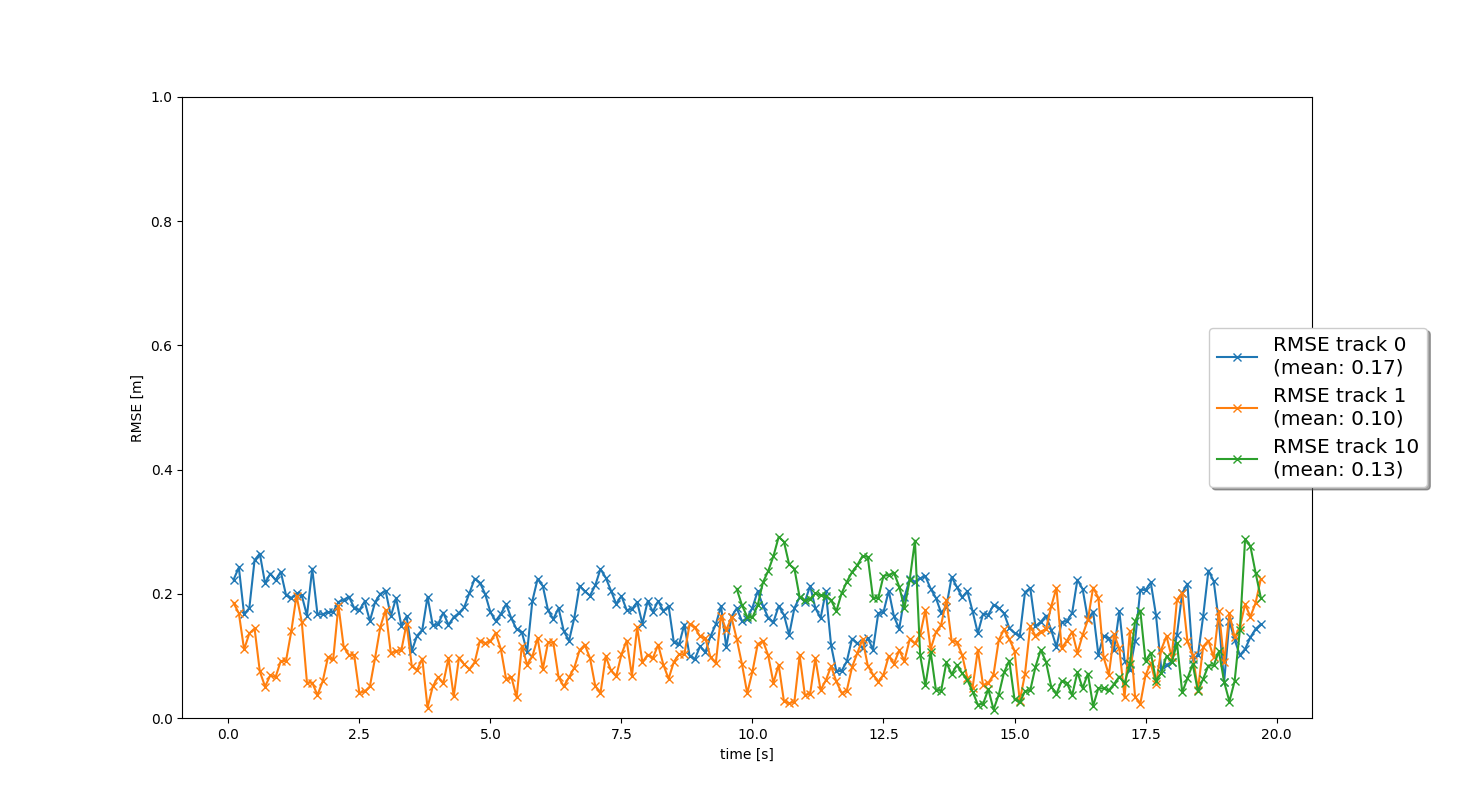 1.0
0.8
0.6
0.4
0.2
0.0
RMSE [m]
0.0 2.5 5.0 7.5 10.0 12.5 15.0 17.5 20.0
time [s]
RMSE track 0
(mean: 0.17)
RMSE track 1
(mean: 0.10)
RMSE track 10
(mean: 0.13)